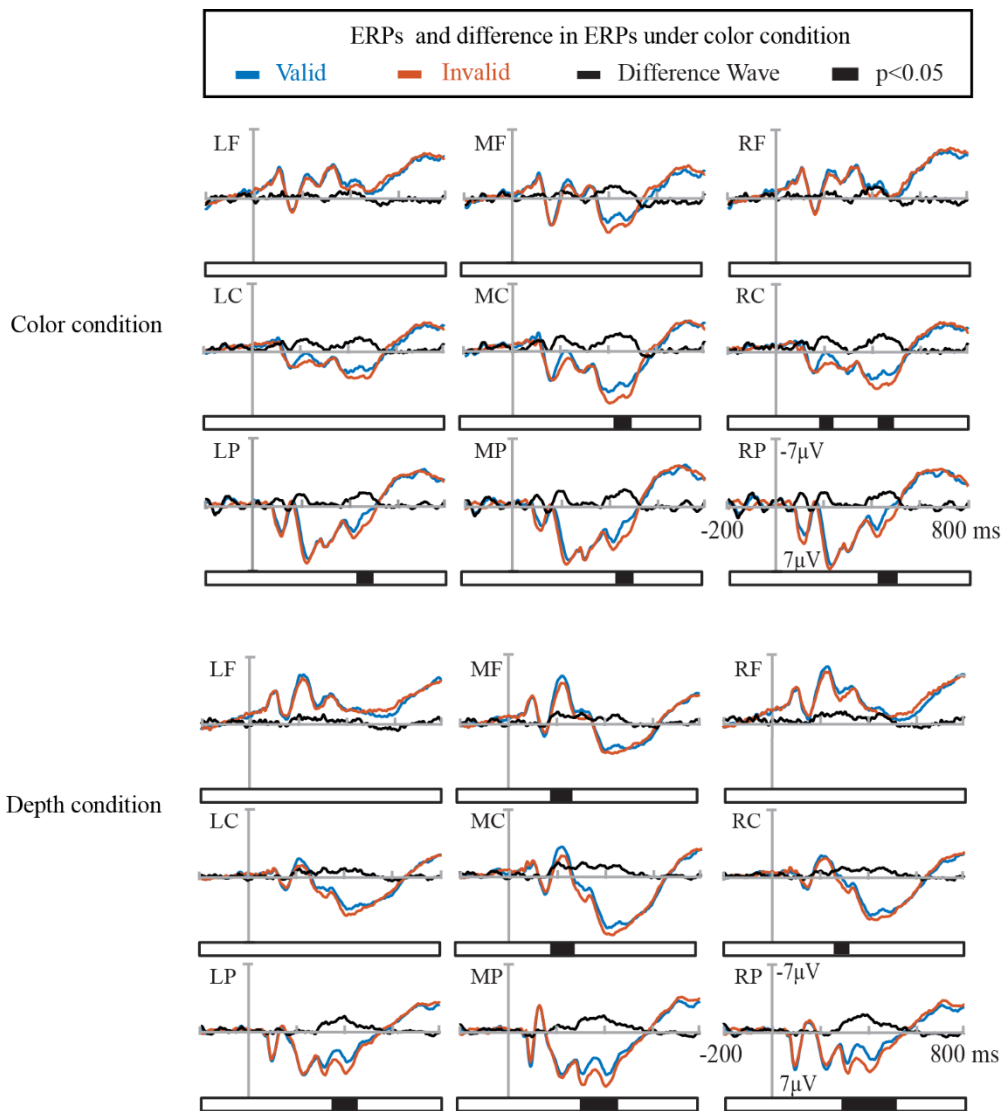 ERPs and difference in ERPs under color condition
Valid Invalid Difference Wave p<0.05
LF MF RF
Color condition
LC MC RC
LP MP RP -7μV
-200 800 ms
7μV
LF MF RF
Depth condition
LC MC RC
LP MP RP -7μV
-200 800 ms
7μV